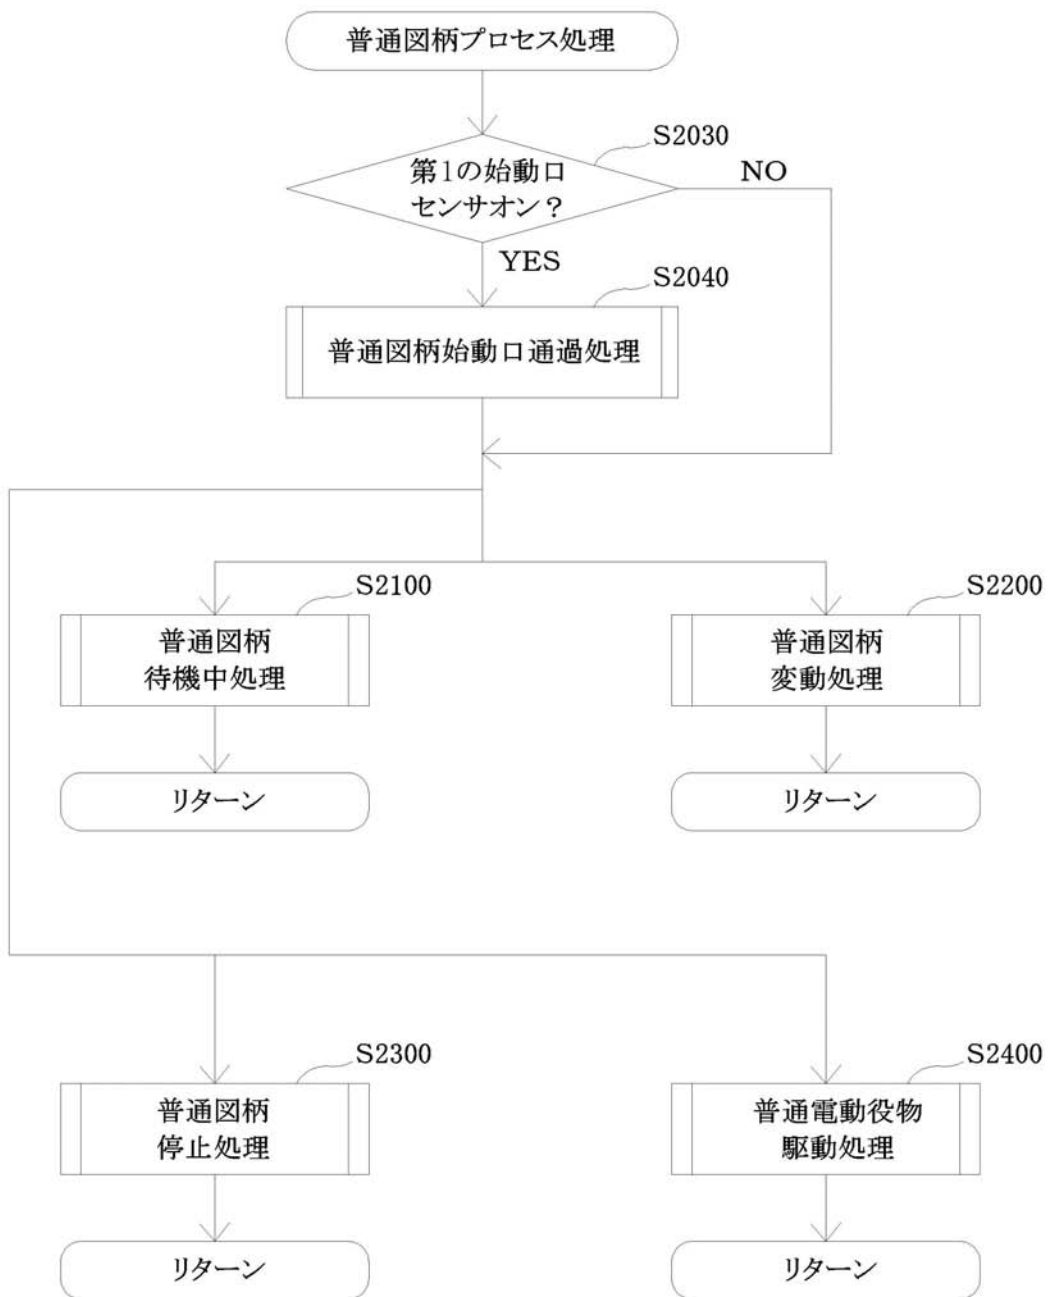 普通図柄プロセス処理
S2030
第1の始動口
センサオン？
NO
YES
S2040
普通図柄始動口通過処理
S2100
普通図柄
待機中処理
リターン
S2200
普通図柄
変動処理
リターン
S2300
普通図柄
停止処理
リターン
S2400
普通電動役物
駆動処理
リターン